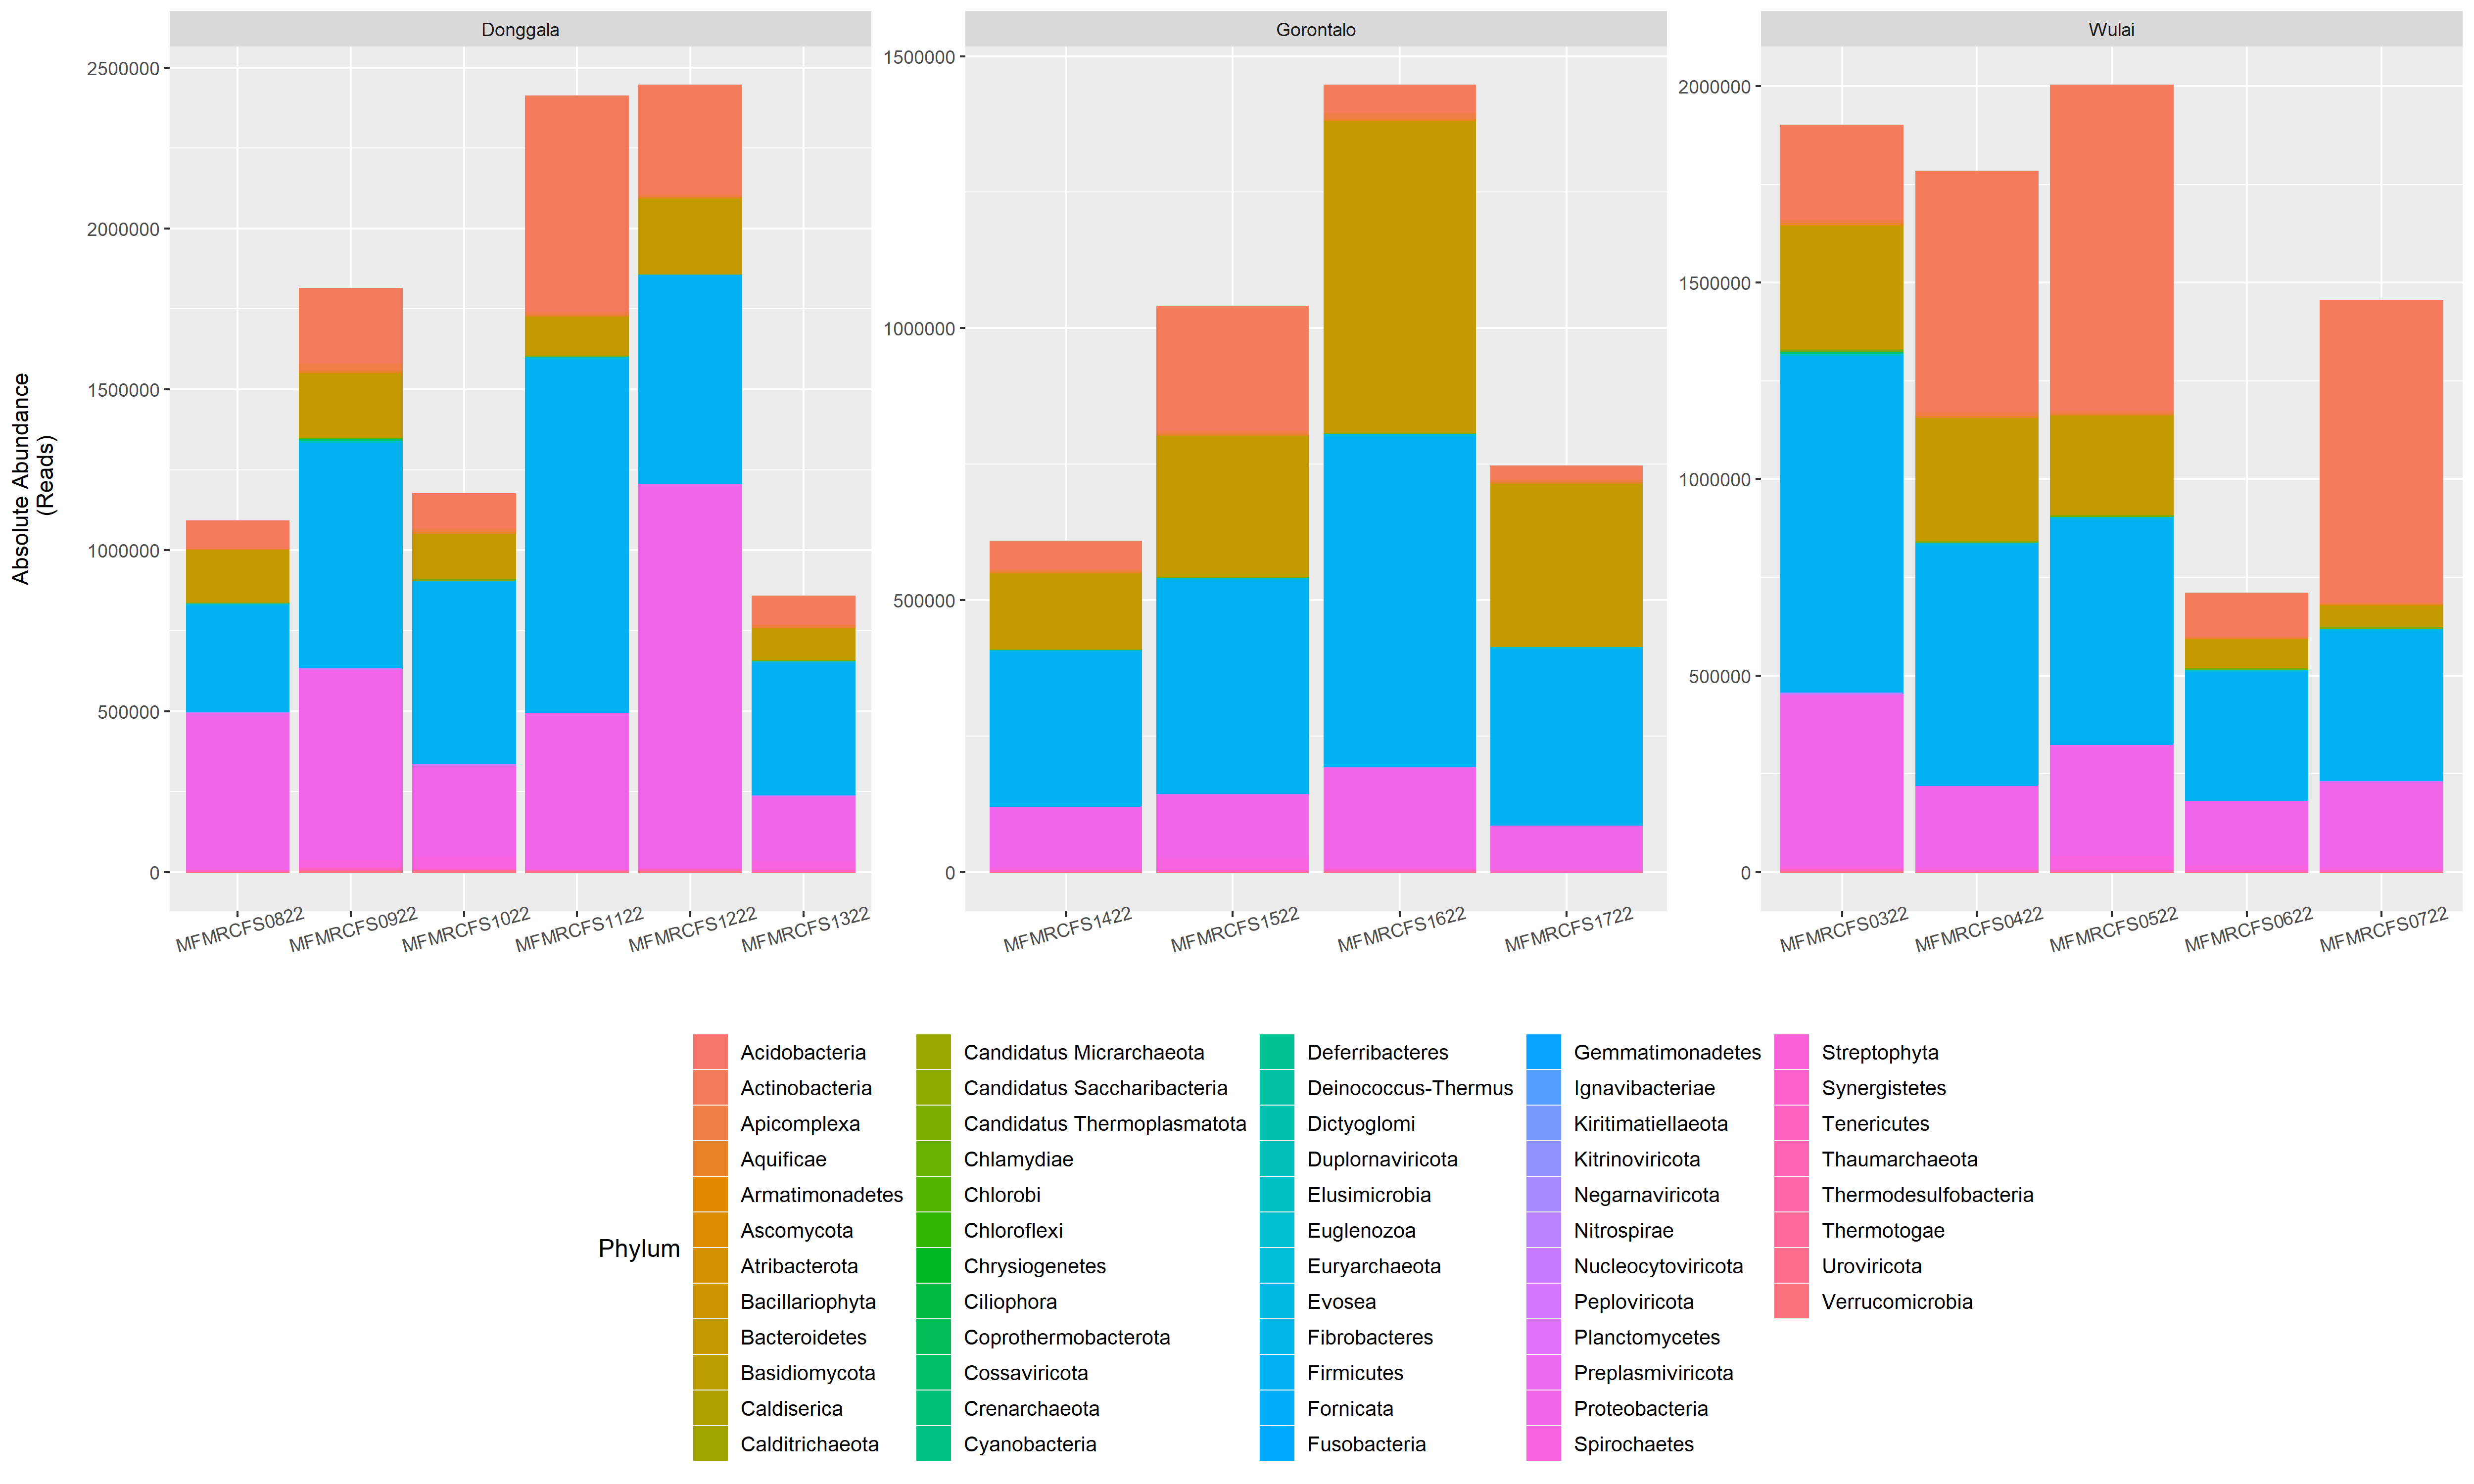 Donggala
Gorontalo
Wulai
Absolute Abundance
(Reads)
2500000
2000000
1500000
1000000
500000
0
1500000
1000000
500000
0
2000000
1500000
1000000
500000
0
MFMRCFS0822
MFMRCFS0922
MFMRCFS1022
MFMRCFS1122
MFMRCFS1222
MFMRCFS1322
MFMRCFS1422
MFMRCFS1522
MFMRCFS1622
MFMRCFS1722
MFMRCFS0322
MFMRCFS0422
MFMRCFS0522
MFMRCFS0622
MFMRCFS0722
Phylum
Acidobacteria
Actinobacteria
Apicomplexa
Aquificae
Armatimonadetes
Ascomycota
Atribacterota
Bacillariophyta
Bacteroidetes
Basidiomycota
Caldiserica
Calditrichaeota
Candidatus Micrarchaeota
Candidatus Saccharibacteria
Candidatus Thermoplasmatota
Chlamydiae
Chlorobi
Chloroflexi
Chrysiogenetes
Ciliophora
Coprothermobacterota
Cossaviricota
Crenarchaeota
Cyanobacteria
Deferribacteres
Deinococcus-Thermus
Dictyoglomi
Duplornaviricota
Elusimicrobia
Euglenozoa
Euryarchaeota
Evosea
Fibrobacteres
Firmicutes
Fornicata
Fusobacteria
Gemmatimonadetes
Ignavibacteriae
Kiritimatiellaeota
Kitrinoviricota
Negarnaviricota
Nitrospirae
Nucleocytoviricota
Peploviricota
Planctomycetes
Preplasmiviricota
Proteobacteria
Spirochaetes
Streptophyta
Synergistetes
Tenericutes
Thaumarchaeota
Thermodesulfobacteria
Thermotogae
Uroviricota
Verrucomicrobia